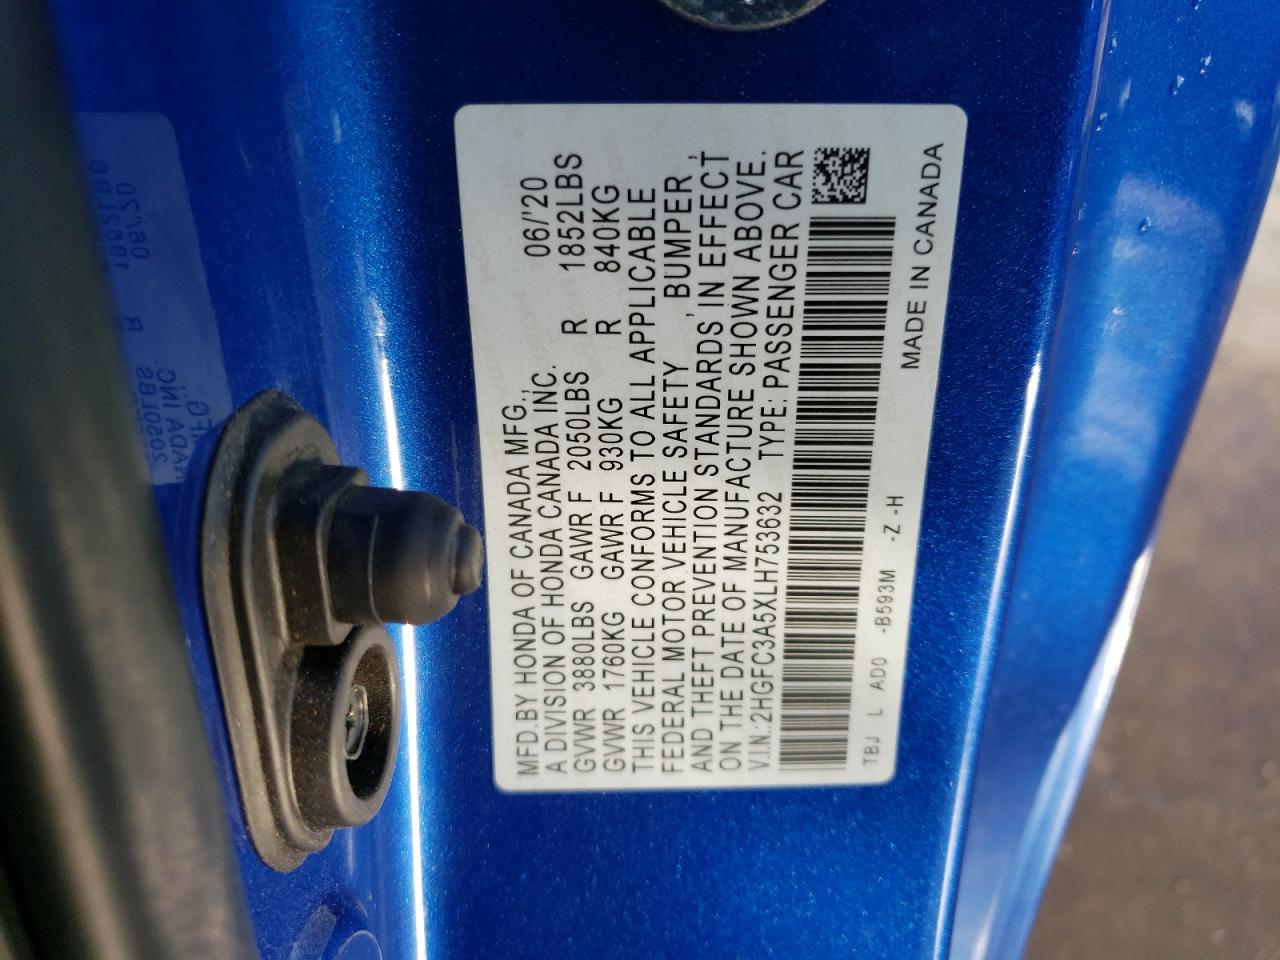 MFD.BY HONDA OF CANADA MFG.,
A DIVISION OF HONDA CANADA INC. 06/'20
GVWR 3880LBS GAWR F 2050LBS R 1852LBS
GVWR 1760KG GAWR F 930KG R 840KG
THIS VEHICLE CONFORMS TO ALL APPLICABLE
FEDERAL MOTOR VEHICLE SAFETY, BUMPER,
AND THEFT PREVENTION STANDARDS IN EFFECT
ON THE DATE OF MANUFACTURE SHOWN ABOVE.
V.I.N.: 2HGFC3A5XLH753632 TYPE: PASSENGER CAR
TBJ L AD0 -B593M -Z -H
MADE IN CANADA